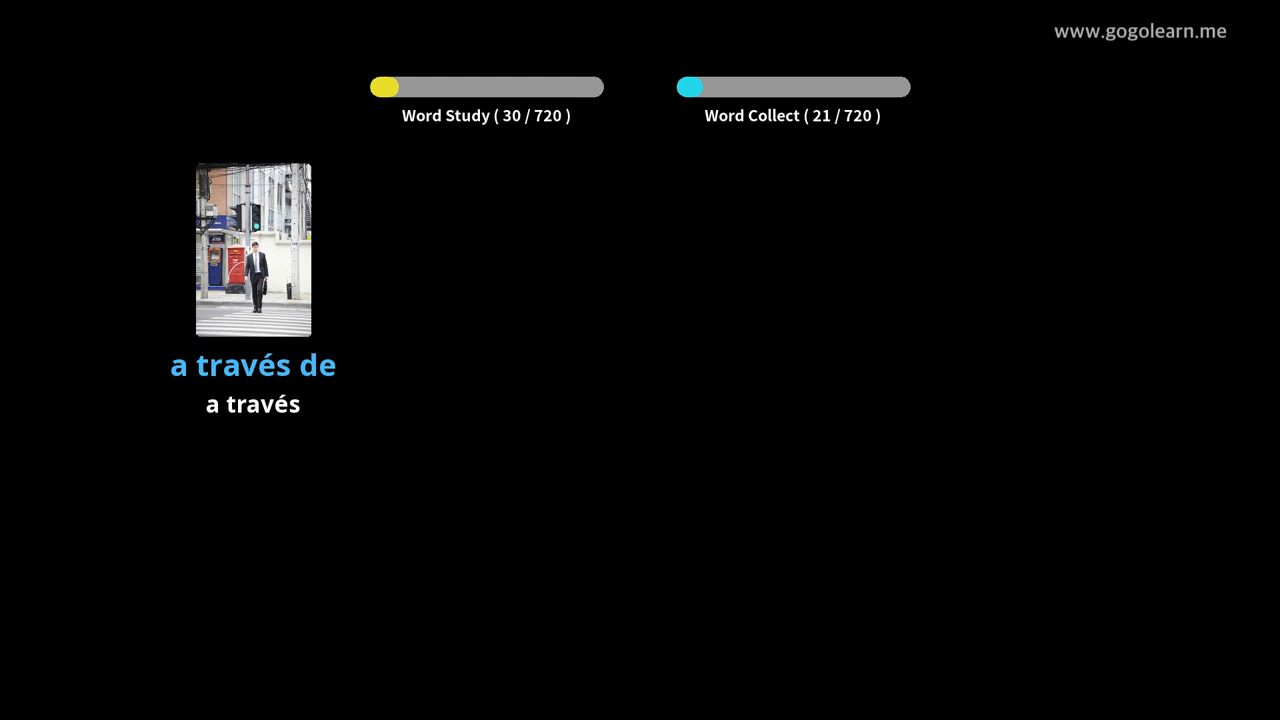 www.gogolearn.me
Word Study ( 30 / 720 )
Word Collect ( 21 / 720 )
a través de
a través